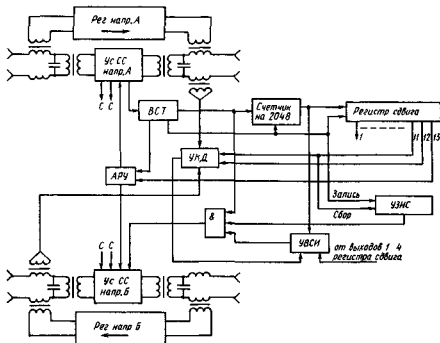 Рег напр. А
Ус СС
напр, А
С С
ВСТ
Счетчик
на 2048
Регистр сдвига
1
11 12 13
УКД
АРУ
Запись
Сбор
УЗНС
&
УВСИ
от выходов 1 4
регистра сдвига
С С
Ус СС
напр. Б
Рег напр Б